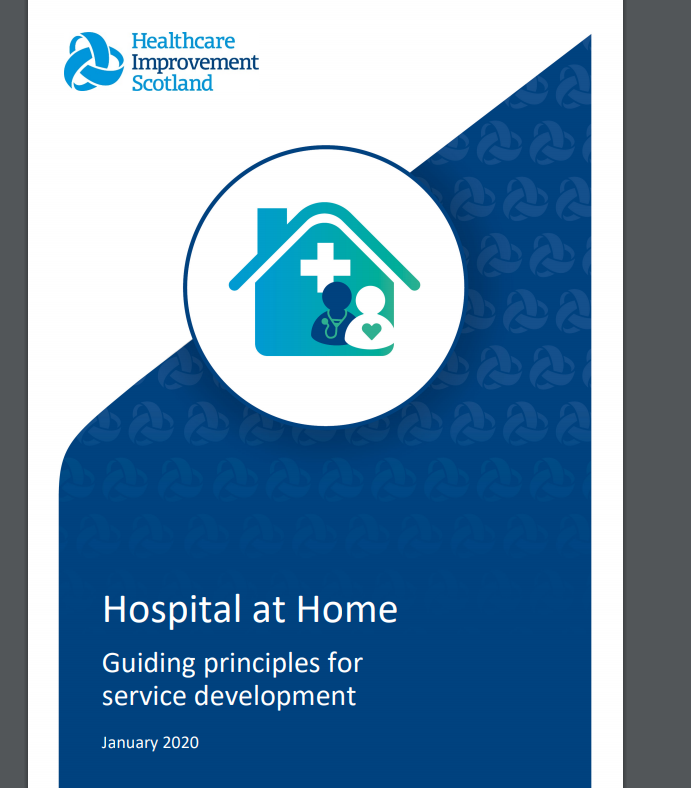 Healthcare
Improvement
Scotland
Hospital at Home
Guiding principles for
service development
January 2020